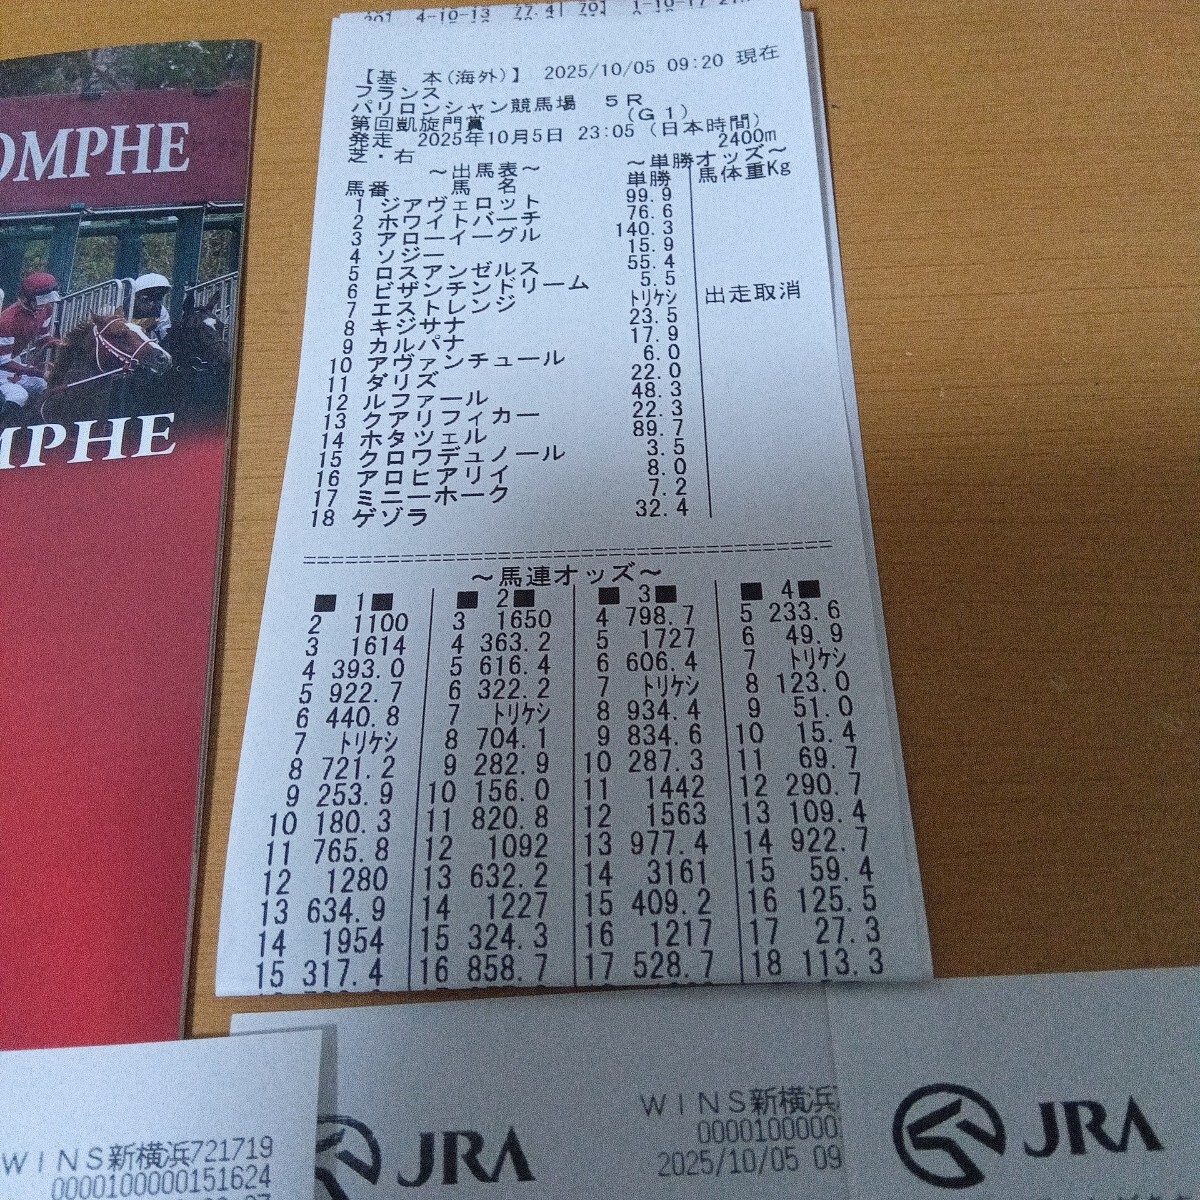 OMPHE
MPHE
4-10-13 77.4
【基 本(海外)】 2025/10/05 09:20 現在
フランス
パリロンシャン競馬場 5R
第回凱旋門賞 (G1)
発走 2025年10月5日 23:05 (日本時間)
芝・右 2400m
～出馬表～ ～単勝オッズ～
馬番 馬 名 単勝 馬体重Kg
1 ジアヴェロット 99.9
2 ホワイトバーチ 76.6
3 アローイーグル 140.3
4 ソジー 15.9
5 ロスアンゼルス 55.4
6 ビザンチンドリーム 5.5
7 エストレンジ トリケシ 出走取消
8 キジサナ 23.5
9 カルパナ 17.9
10 アヴァンチュール 6.0
11 ダリズ 22.0
12 ルファール 48.3
13 クアリフィカー 22.3
14 ホタツェル 89.7
15 クロワデュノール 3.5
16 アロヒアリイ 8.0
17 ミニーホーク 7.2
18 ゲゾラ 32.4
～馬連オッズ～
■ 1■ ■ 2■ ■ 3■ ■ 4■
2 1100 3 1650 4 798.7 5 233.6
3 1614 4 363.2 5 1727 6 49.9
4 393.0 5 616.4 6 606.4 7 トリケシ
5 922.7 6 322.2 7 トリケシ 8 123.0
6 440.8 7 トリケシ 8 934.4 9 51.0
7 トリケシ 8 704.1 9 834.6 10 15.4
8 721.2 9 282.9 10 287.3 11 69.7
9 253.9 10 156.0 11 1442 12 290.7
10 180.3 11 820.8 12 1563 13 109.4
11 765.8 12 1092 13 977.4 14 922.7
12 1280 13 632.2 14 3161 15 59.4
13 634.9 14 1227 15 409.2 16 125.5
14 1954 15 324.3 16 1217 17 27.3
15 317.4 16 858.7 17 528.7 18 113.3
WINS新横浜721719
0000100000151624
JRA
WINS新横浜
0000100000
2025/10/05 09
JRA